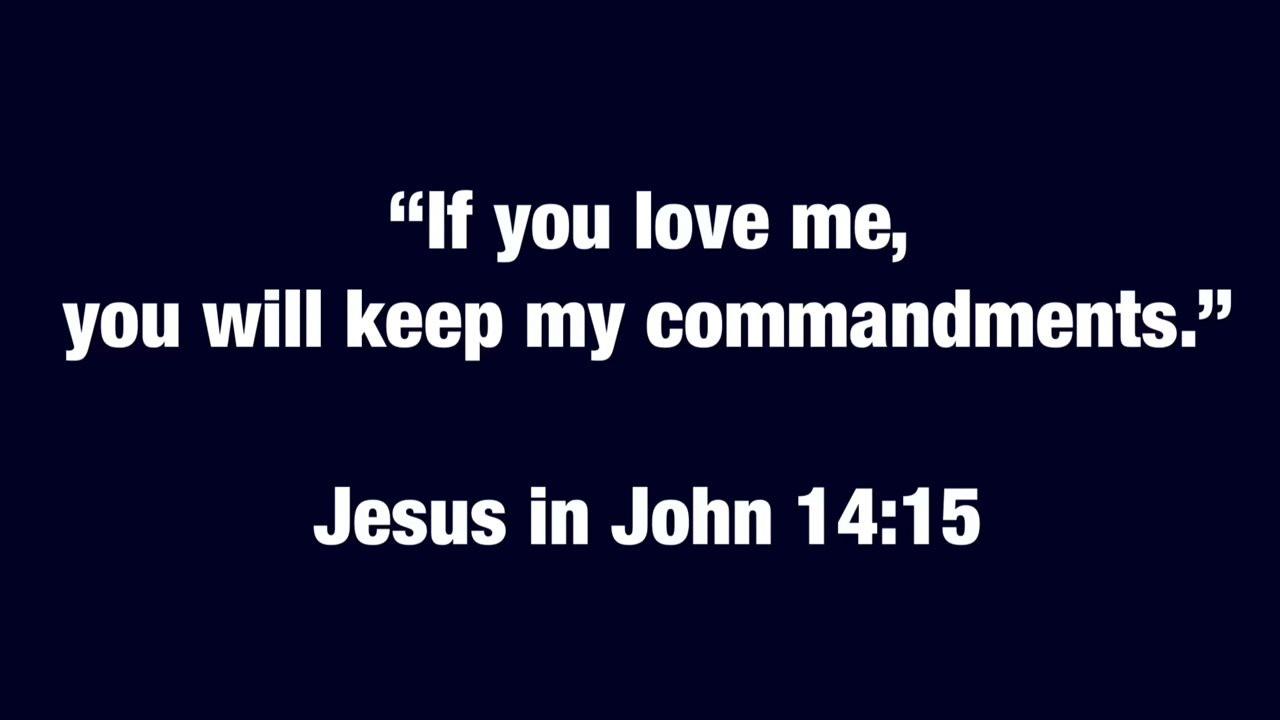 “If you love me,
you will keep my commandments.”
Jesus in John 14:15